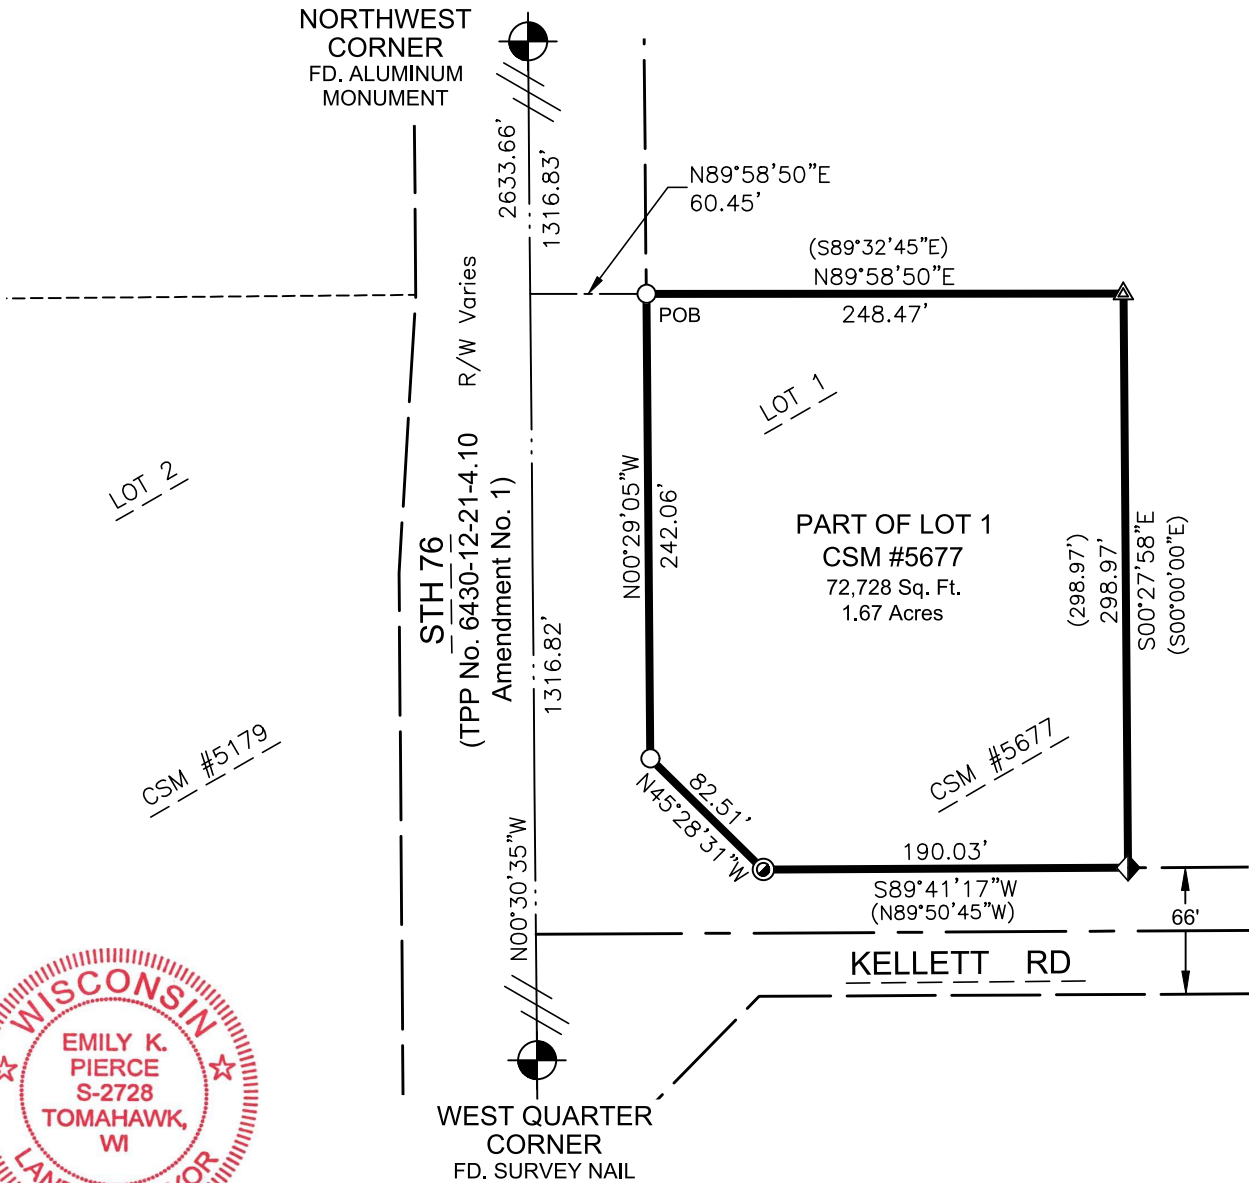 NORTHWEST
CORNER
FD. ALUMINUM
MONUMENT
2633.66'
1316.83'
N89°58'50"E
60.45'
(S89°32'45"E)
N89°58'50"E
248.47'
POB
R/W Varies
LOT 1
LOT 2
STH 76
(TPP No. 6430-12-21-4.10
Amendment No. 1)
N00°29'05"W
242.06'
PART OF LOT 1
CSM #5677
72,728 Sq. Ft.
1.67 Acres
(298.97')
298.97'
S00°27'58"E
(S00°00'00"E)
1316.82'
CSM #5179
CSM #5677
82.51'
N45°28'31"W
190.03'
S89°41'17"W
(N89°50'45"W)
N00°30'35"W
66'
KELLETT RD
WISCONSIN
EMILY K.
PIERCE
S-2728
TOMAHAWK,
WI
WEST QUARTER
CORNER
FD. SURVEY NAIL